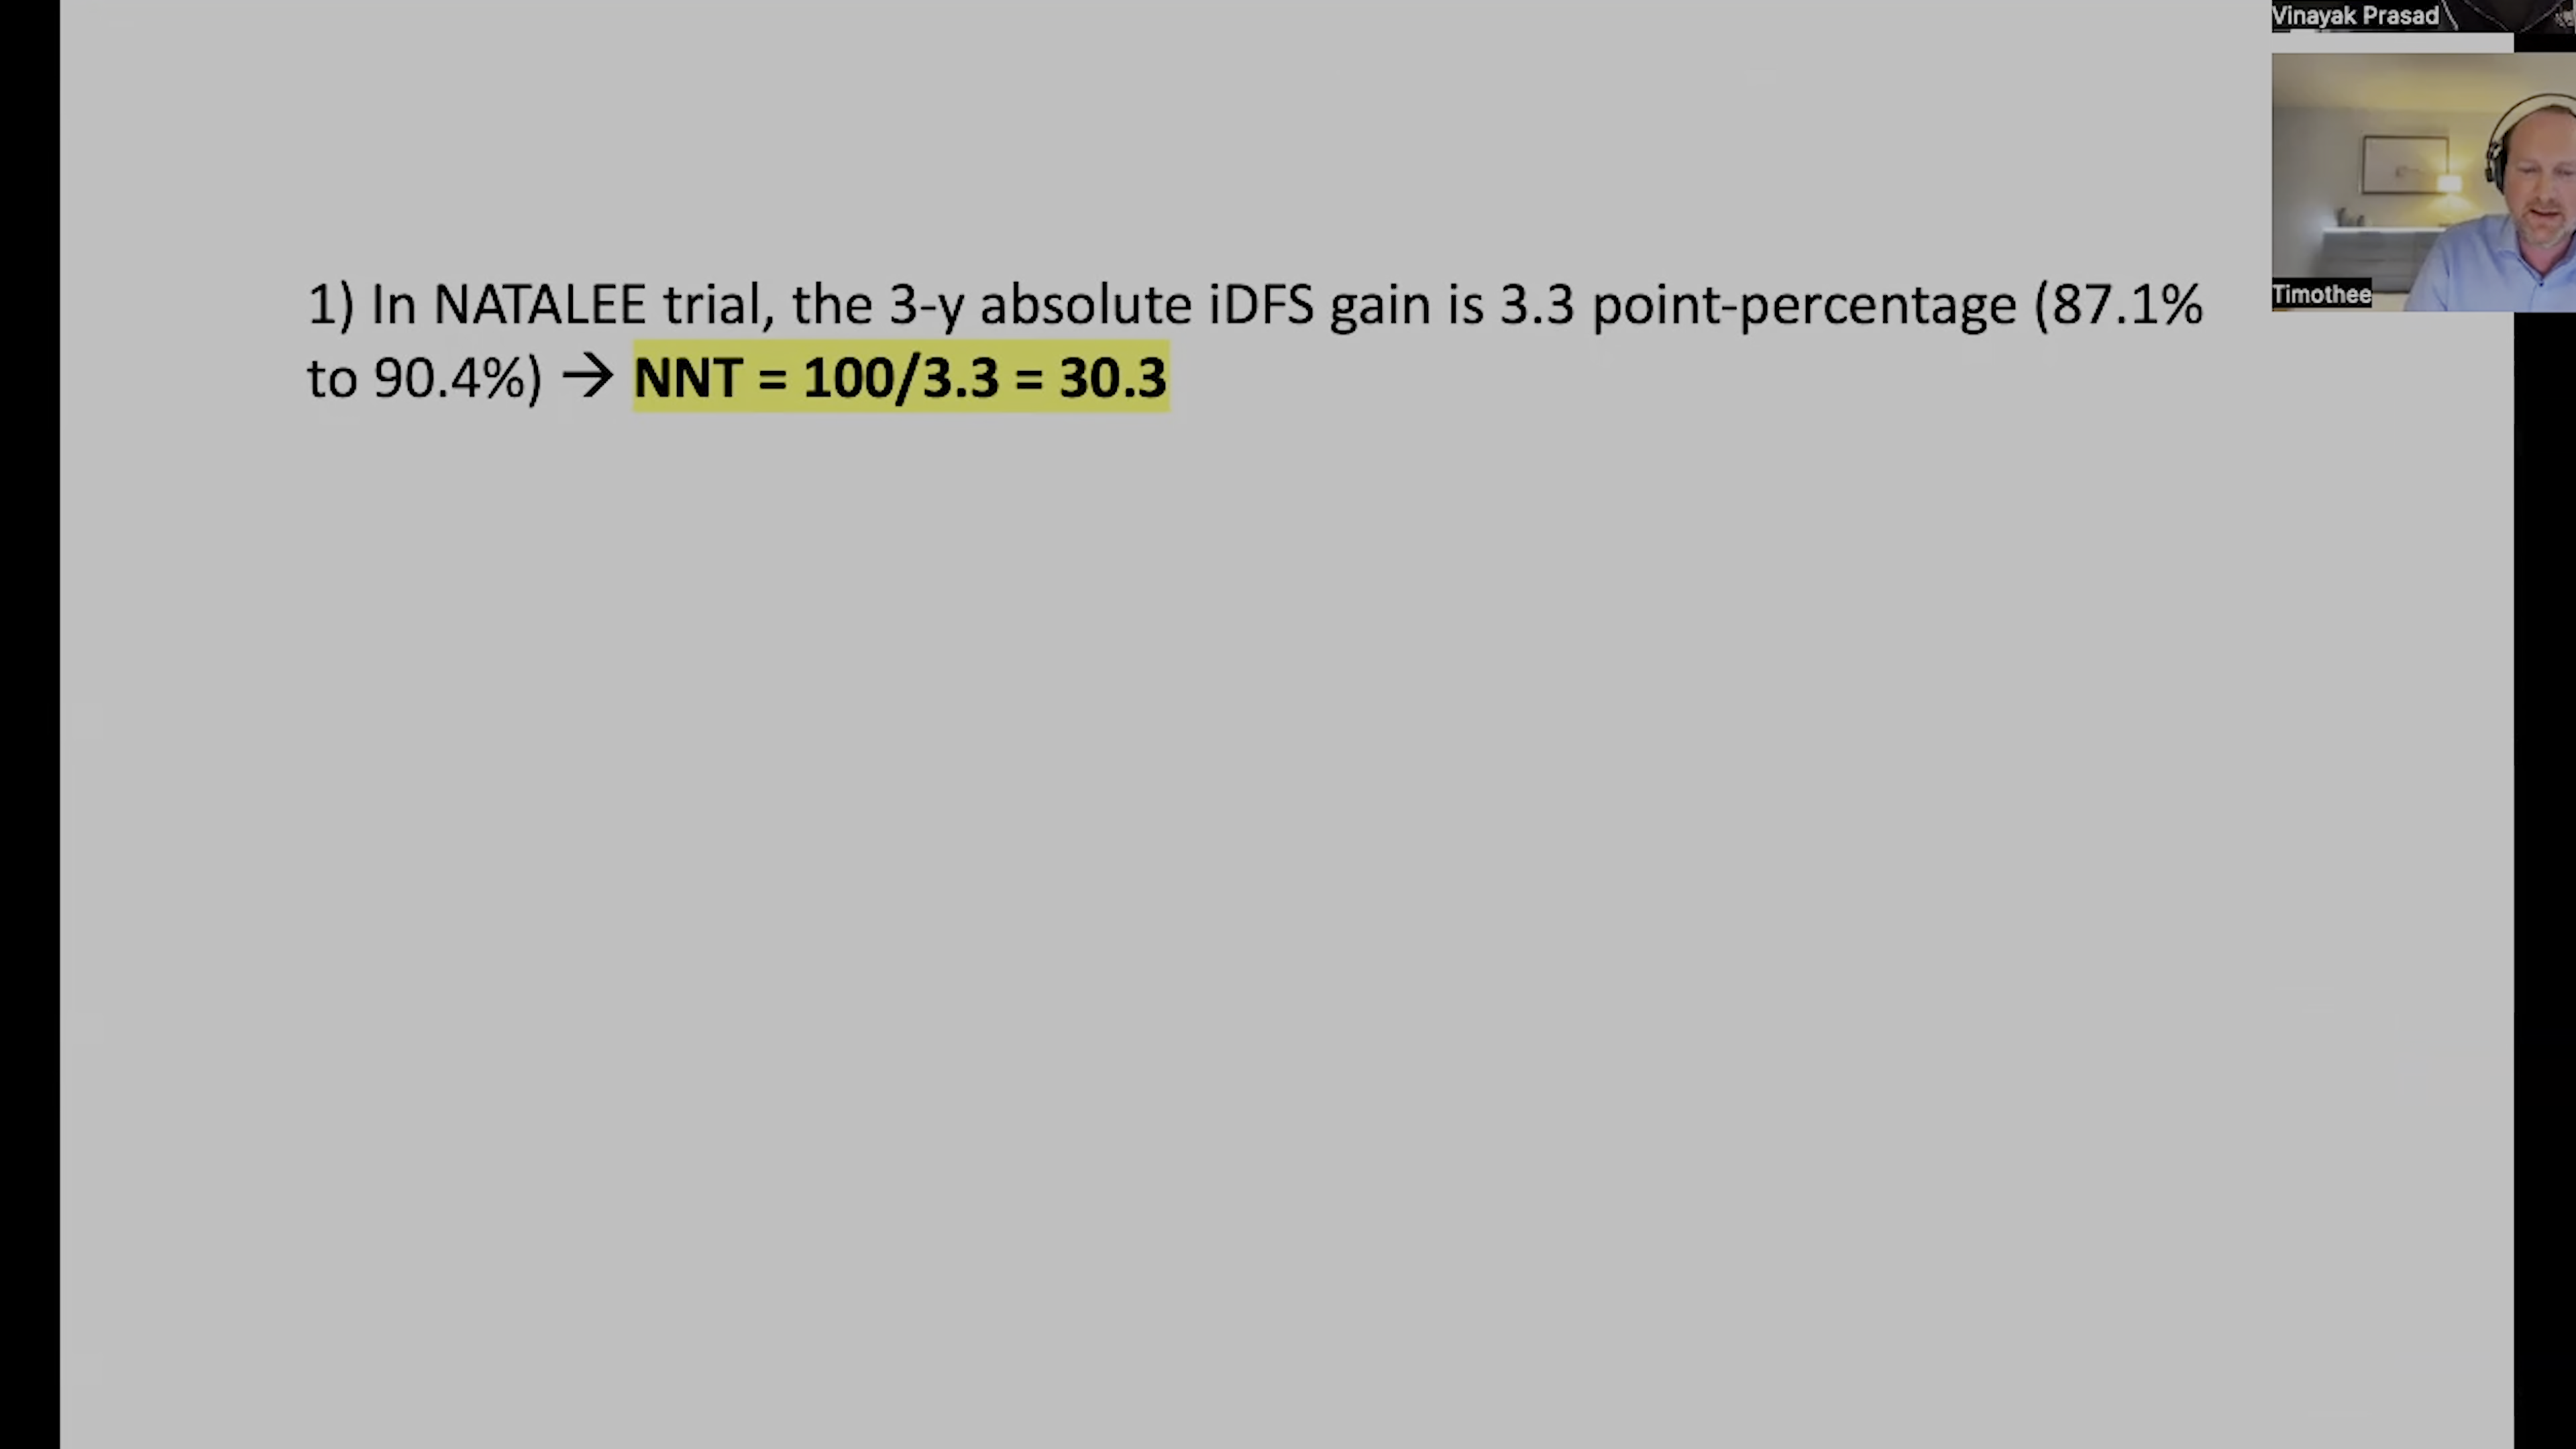 Vinayak Prasad
Timothee
1) In NATALEE trial, the 3-y absolute iDFS gain is 3.3 point-percentage (87.1%
to 90.4%) → NNT = 100/3.3 = 30.3